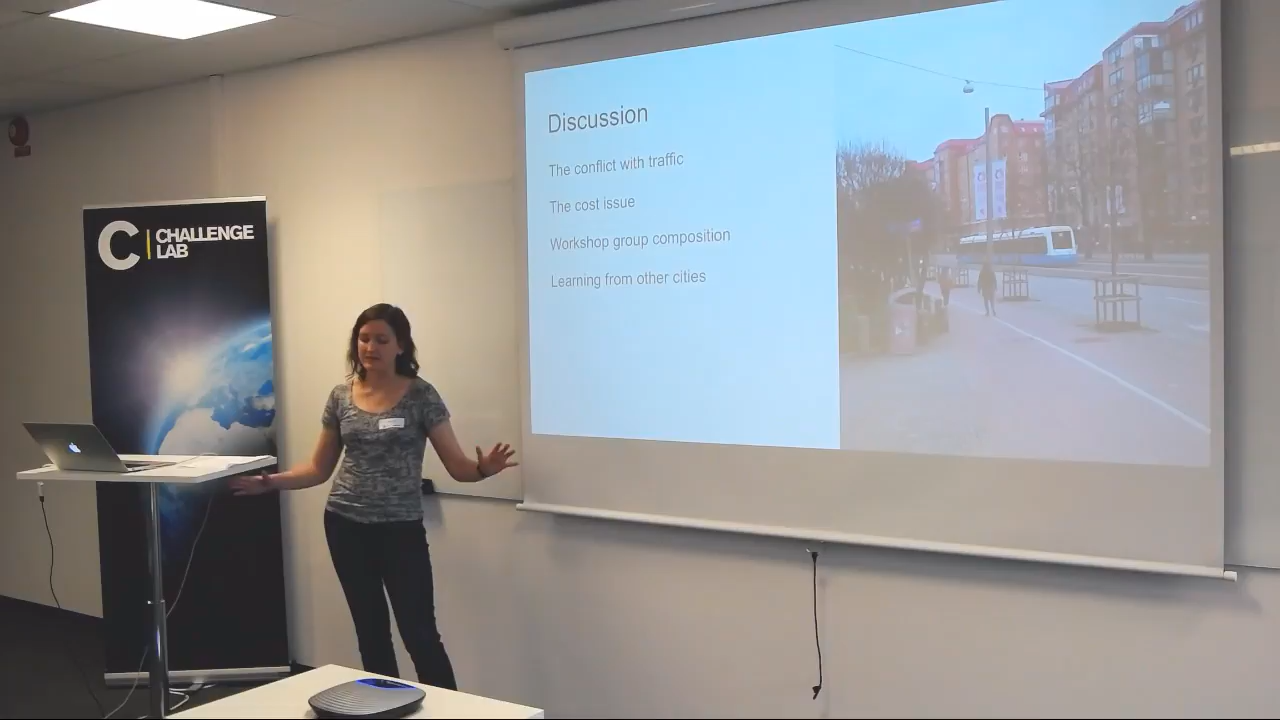 CHALLENGE
LAB
Discussion
The conflict with traffic
The cost issue
Workshop group composition
Learning from other cities